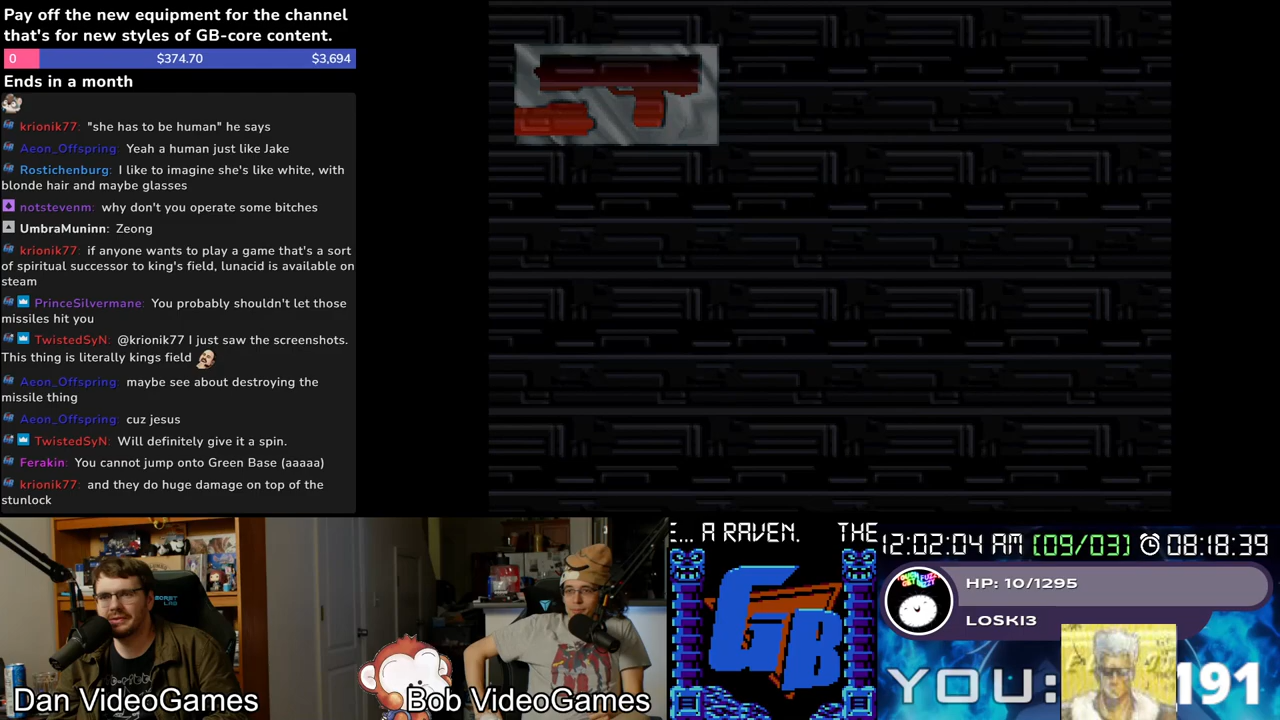 Pay off the new equipment for the channel
that's for new styles of GB-core content.
0 $374.70 $3,694
Ends in a month
krionik77: "she has to be human" he says
Aeon_Offspring: Yeah a human just like Jake
Rostichenburg: I like to imagine she's like white, with
blonde hair and maybe glasses
notstevenm: why don't you operate some bitches
UmbraMuninn: Zeong
krionik77: if anyone wants to play a game that's a sort
of spiritual successor to king's field, lunacid is available on
steam
PrinceSilvermane: You probably shouldn't let those
missiles hit you
TwistedSyN: @krionik77 I just saw the screenshots.
This thing is literally kings field
Aeon_Offspring: maybe see about destroying the
missile thing
Aeon_Offspring: cuz jesus
TwistedSyN: Will definitely give it a spin.
Ferakin: You cannot jump onto Green Base (aaaaa)
krionik77: and they do huge damage on top of the
stunlock
E... A RAVEN. THE
12:02:04 AM [09/03] 08:18:39
HP: 10/1295
LOSKI3
GB
YOU: 191
Dan VideoGames
Bob VideoGames